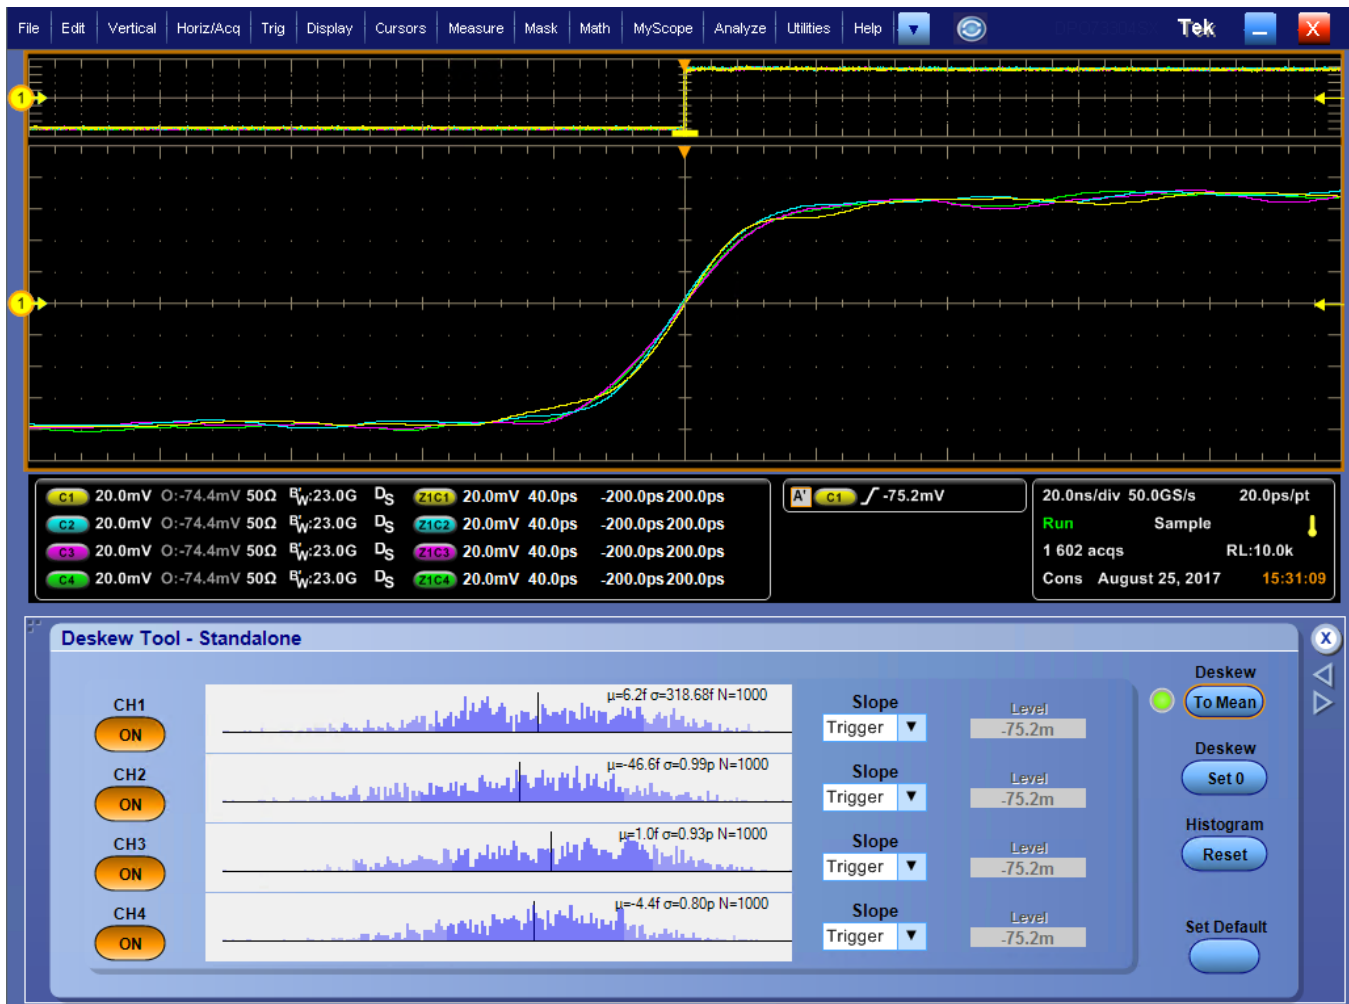 File Edit Vertical Horiz/Acq Trig Display Cursors Measure Mask Math MyScope Analyze Utilities Help Tek X
1
1
C1 20.0mV O:-74.4mV 50Ω BW:23.0G DS Z1C1 20.0mV 40.0ps -200.0ps 200.0ps
C2 20.0mV O:-74.4mV 50Ω BW:23.0G DS Z1C2 20.0mV 40.0ps -200.0ps 200.0ps
C3 20.0mV O:-74.4mV 50Ω BW:23.0G DS Z1C3 20.0mV 40.0ps -200.0ps 200.0ps
C4 20.0mV O:-74.4mV 50Ω BW:23.0G DS Z1C4 20.0mV 40.0ps -200.0ps 200.0ps
A' C1 -75.2mV
20.0ns/div 50.0GS/s 20.0ps/pt
Run Sample
1 602 acqs RL:10.0k
Cons August 25, 2017 15:31:09
Deskew Tool - Standalone
X
CH1
ON
μ=6.2f σ=318.68f N=1000
Slope
Trigger
Level
-75.2m
CH2
ON
μ=-46.6f σ=0.99p N=1000
Slope
Trigger
Level
-75.2m
CH3
ON
μ=1.0f σ=0.93p N=1000
Slope
Trigger
Level
-75.2m
CH4
ON
μ=-4.4f σ=0.80p N=1000
Slope
Trigger
Level
-75.2m
Deskew
To Mean
Deskew
Set 0
Histogram
Reset
Set Default